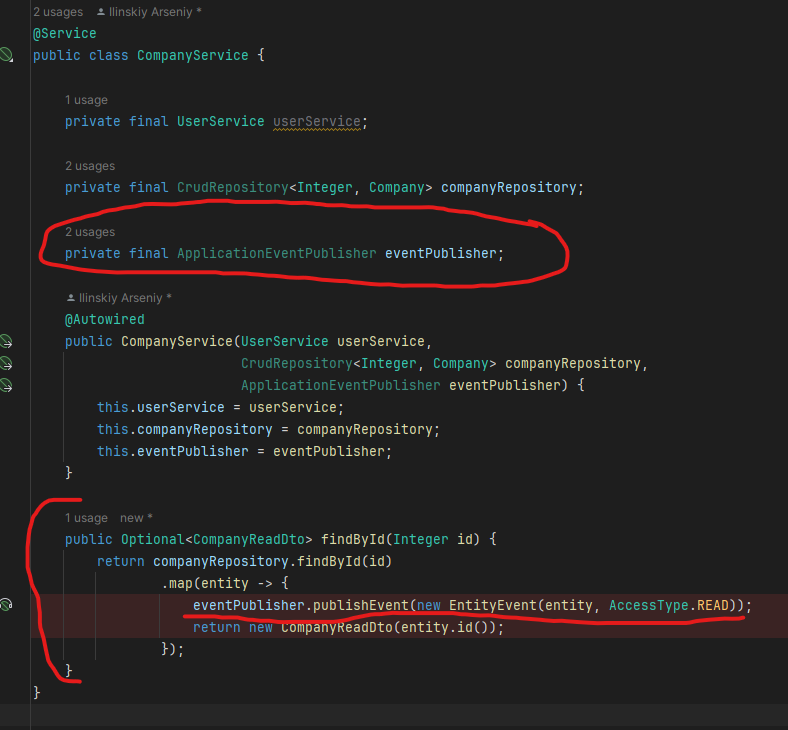 2 usages Ilinskiy Arseniy *
@Service
public class CompanyService {
1 usage
private final UserService userService;
2 usages
private final CrudRepository<Integer, Company> companyRepository;
2 usages
private final ApplicationEventPublisher eventPublisher;
Ilinskiy Arseniy *
@Autowired
public CompanyService(UserService userService,
CrudRepository<Integer, Company> companyRepository,
ApplicationEventPublisher eventPublisher) {
this.userService = userService;
this.companyRepository = companyRepository;
this.eventPublisher = eventPublisher;
}
1 usage new *
public Optional<CompanyReadDto> findById(Integer id) {
return companyRepository.findById(id)
.map(entity -> {
eventPublisher.publishEvent(new EntityEvent(entity, AccessType.READ));
return new CompanyReadDto(entity.id());
});
}
}